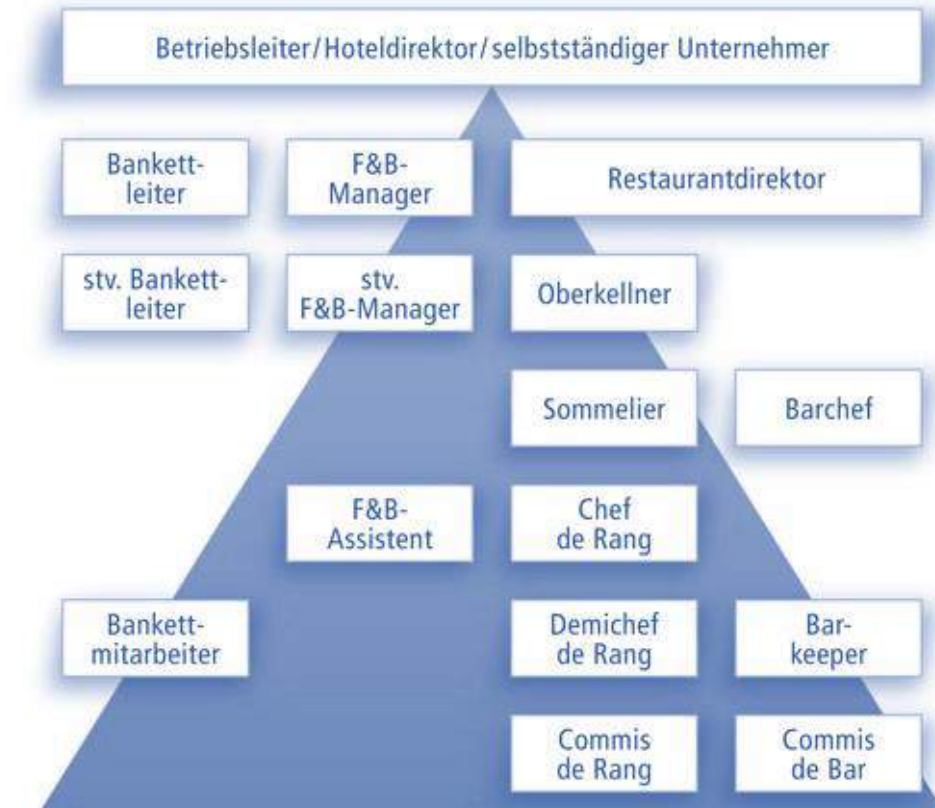 Betriebsleiter/Hoteldirektor/selbstständiger Unternehmer
Bankett-
leiter
F&B-
Manager
Restaurantdirektor
stv. Bankett-
leiter
stv.
F&B-Manager
Oberkellner
Sommelier
Barchef
F&B-
Assistent
Chef
de Rang
Bankett-
mitarbeiter
Demichef
de Rang
Bar-
keeper
Commis
de Rang
Commis
de Bar